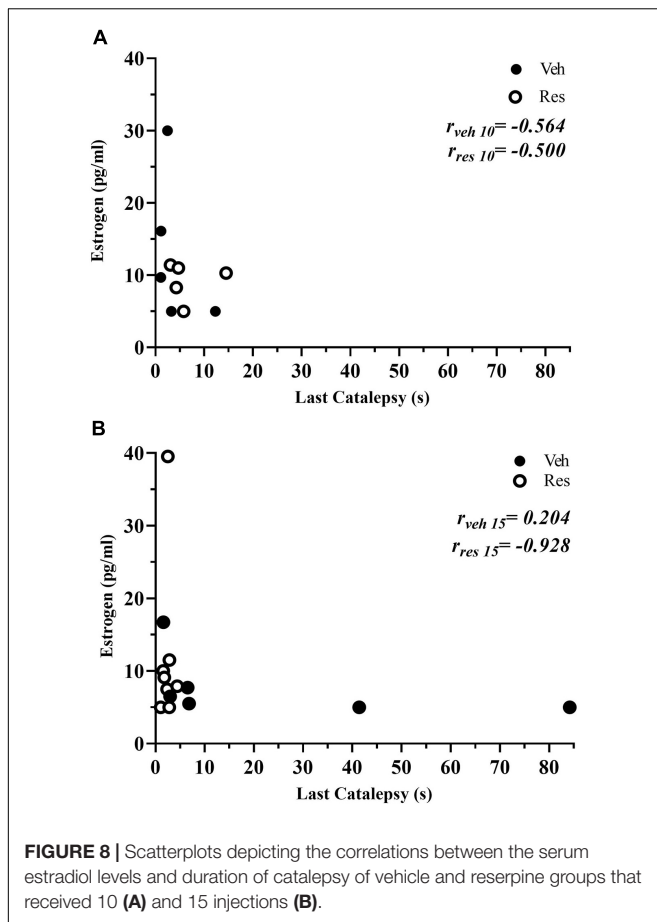 A
40
30
20
10
0
Estrogen (pg/ml)
Veh
Res
r veh 10 = -0.564
r res 10 = -0.500
0 10 20 30 40 50 60 70 80
Last Catalepsy (s)
B
40
30
20
10
0
Estrogen (pg/ml)
Veh
Res
r veh 15 = 0.204
r res 15 = -0.928
0 10 20 30 40 50 60 70 80
Last Catalepsy (s)
FIGURE 8 | Scatterplots depicting the correlations between the serum
estradiol levels and duration of catalepsy of vehicle and reserpine groups that
received 10 (A) and 15 injections (B).